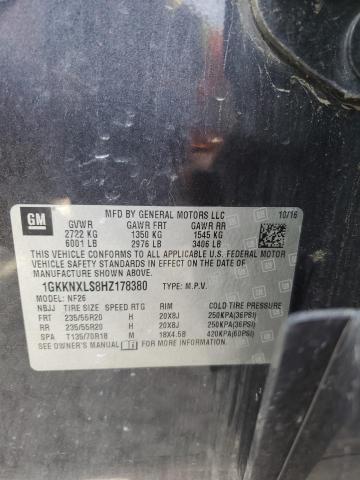 GM
MFD BY GENERAL MOTORS LLC 10/16
GVWR GAWR FRT GAWR RR
2722 KG 1350 KG 1545 KG
6001 LB 2976 LB 3406 LB
THIS VEHICLE CONFORMS TO ALL APPLICABLE U.S. FEDERAL MOTOR
VEHICLE SAFETY STANDARDS IN EFFECT ON THE DATE OF
MANUFACTURE SHOWN ABOVE.
1GKKNXLS8HZ178380 TYPE: M.P.V.
MODEL: NF26
NBJJ TIRE SIZE SPEED RTG RIM COLD TIRE PRESSURE
FRT 235/55R20 H 20X8J 250KPA(36PSI)
RR 235/55R20 H 20X8J 250KPA(36PSI)
SPA T135/70R18 M 18X4.5B 420KPA(60PSI)
SEE OWNER'S MANUAL FOR ADDITIONAL INFORMATION